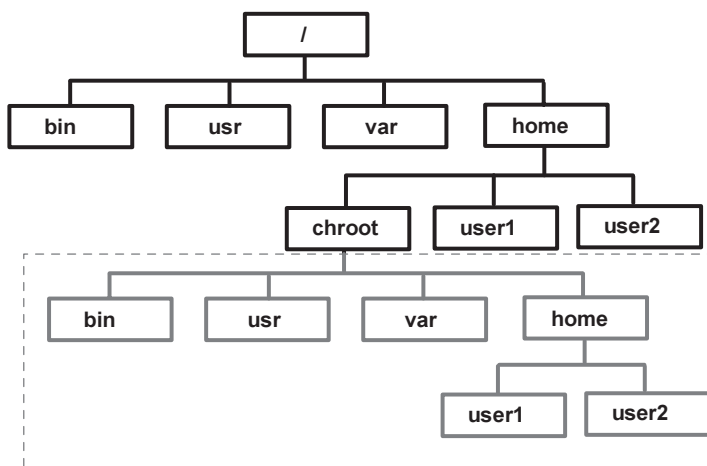 /
bin usr var home
chroot user1 user2
bin usr var home
user1 user2